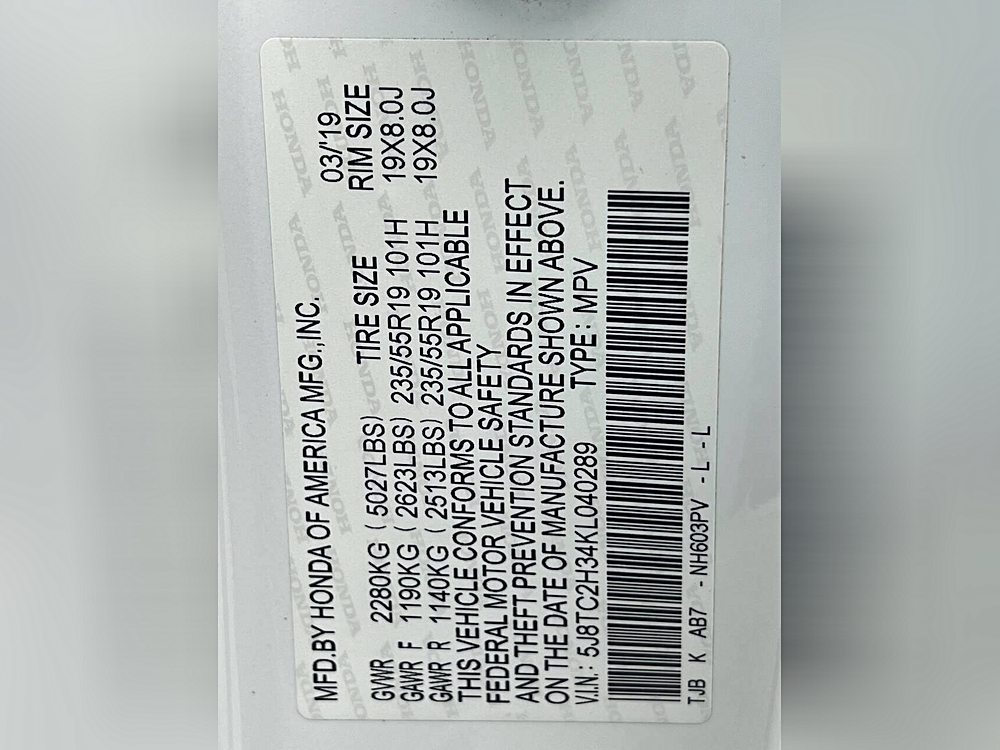 MFD.BY HONDA OF AMERICA MFG.,INC. 03/'19
TIRE SIZE RIM SIZE
GVWR 2280KG ( 5027LBS)
GAWR F 1190KG ( 2623LBS) 235/55R19 101H 19X8.0J
GAWR R 1140KG ( 2513LBS) 235/55R19 101H 19X8.0J
THIS VEHICLE CONFORMS TO ALL APPLICABLE
FEDERAL MOTOR VEHICLE SAFETY
AND THEFT PREVENTION STANDARDS IN EFFECT
ON THE DATE OF MANUFACTURE SHOWN ABOVE.
V.I.N.: 5J8TC2H34KL040289 TYPE: MPV
TJB K AB7 - NH603PV - L - L